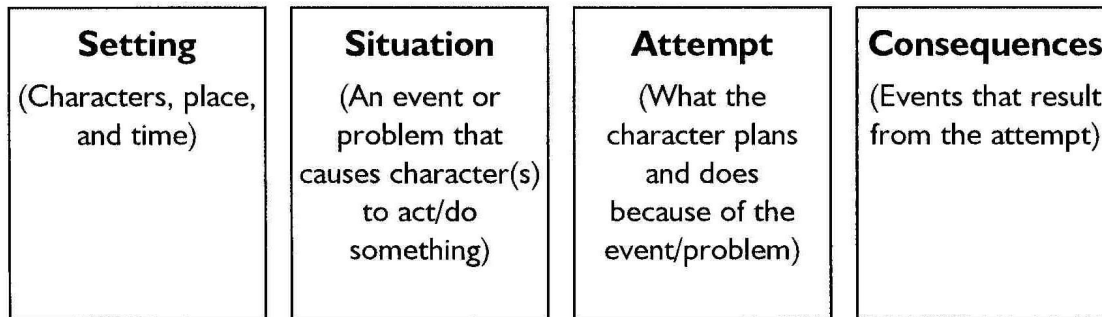 Setting
(Characters, place,
and time)
Situation
(An event or
problem that
causes character(s)
to act/do
something)
Attempt
(What the
character plans
and does
because of the
event/problem)
Consequences
(Events that result
from the attempt)